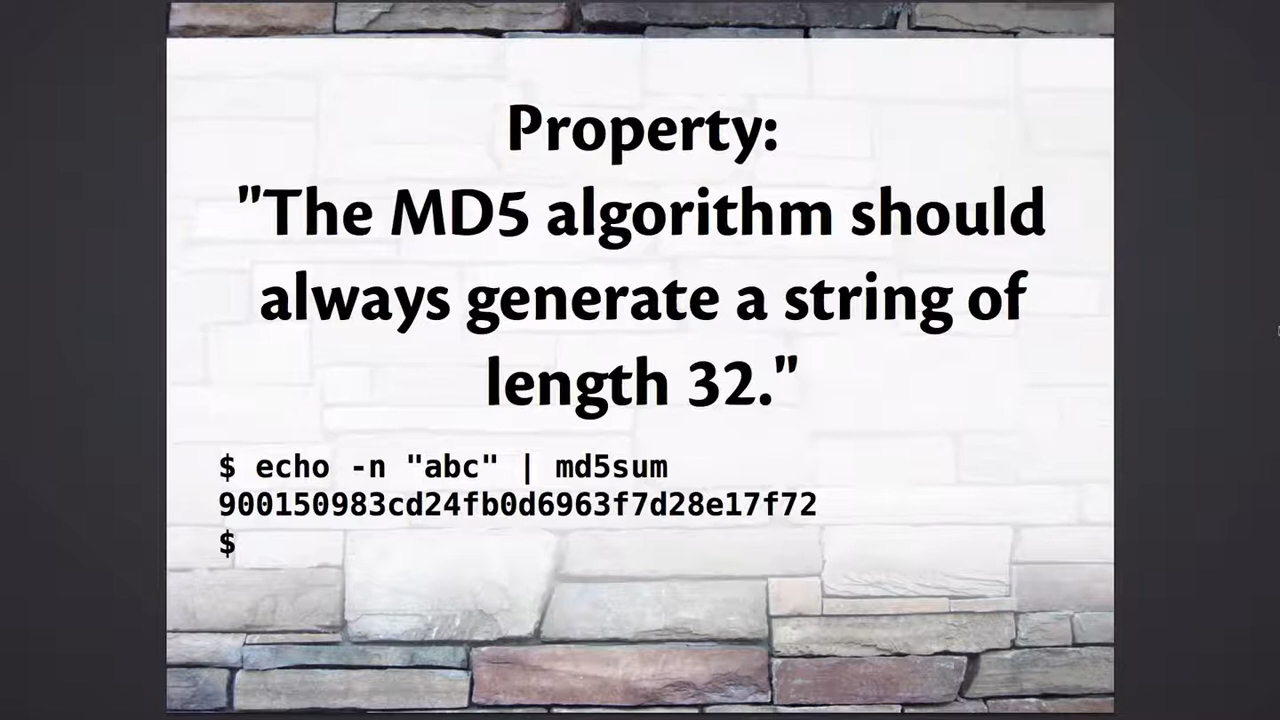 Property:
"The MD5 algorithm should
always generate a string of
length 32."
$ echo -n "abc" | md5sum
900150983cd24fb0d6963f7d28e17f72
$